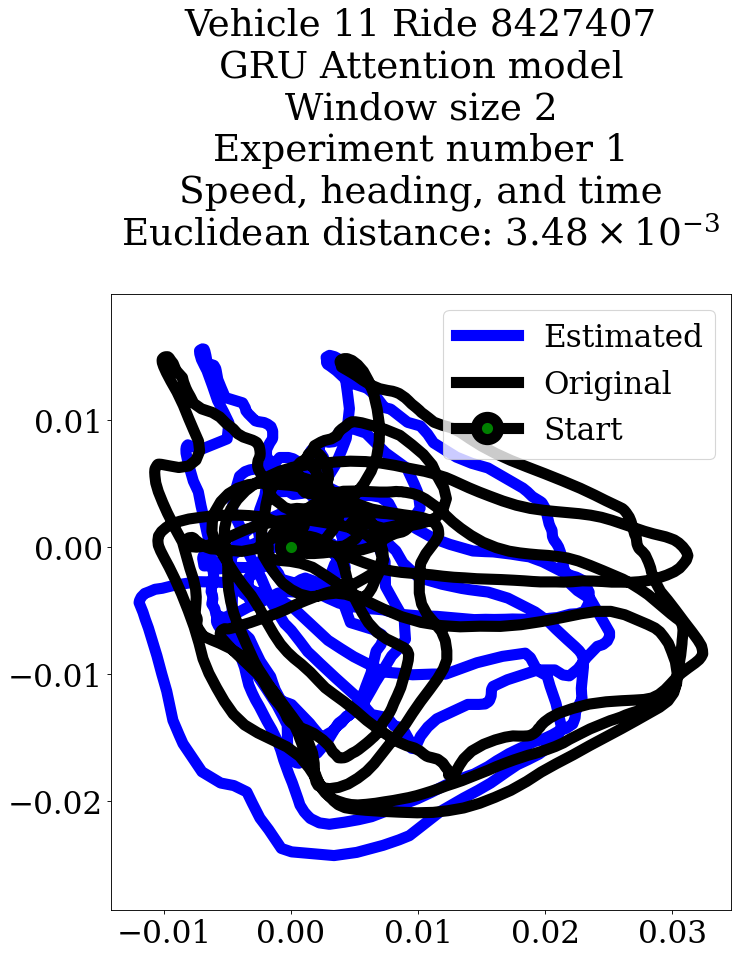 Vehicle 11 Ride 8427407
GRU Attention model
Window size 2
Experiment number 1
Speed, heading, and time
Euclidean distance: 3.48 × 10⁻³
Estimated
Original
Start
0.01
0.00
−0.01
−0.02
−0.01 0.00 0.01 0.02 0.03